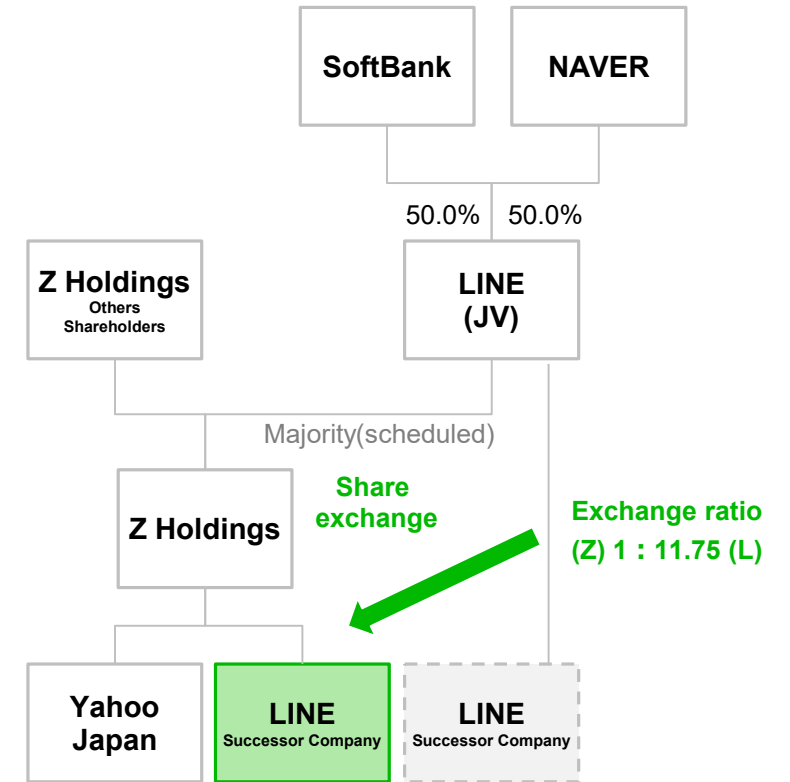 SoftBank
NAVER
50.0%
50.0%
Z Holdings
Others
Shareholders
LINE
(JV)
Majority(scheduled)
Z Holdings
Share
exchange
Exchange ratio
(Z) 1：11.75 (L)
Yahoo
Japan
LINE
Successor Company
LINE
Successor Company